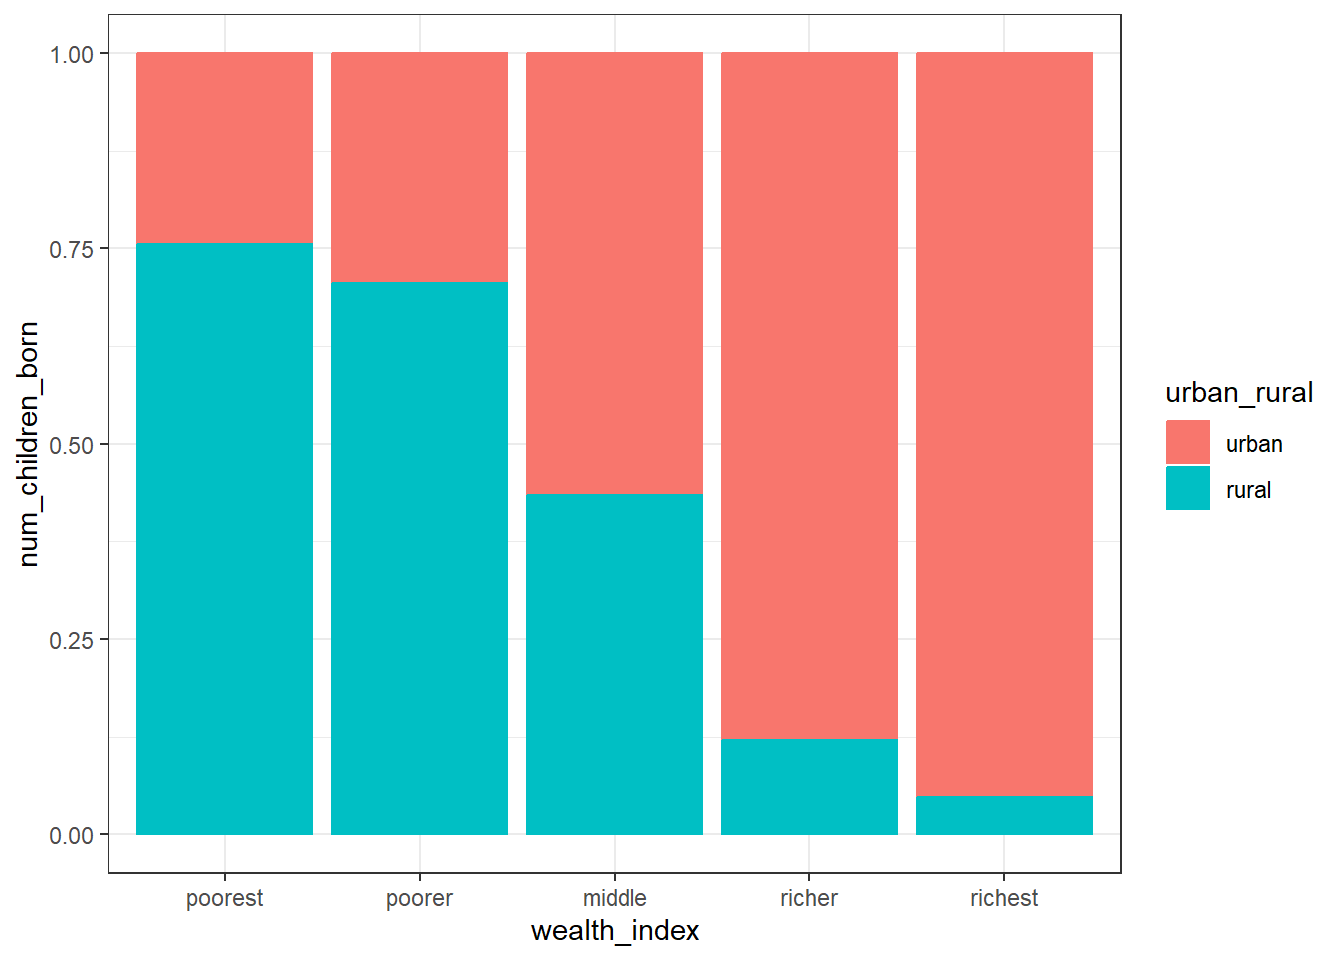 num_children_born
1.00
0.75
0.50
0.25
0.00
poorest poorer middle richer richest
wealth_index
urban_rural
urban
rural